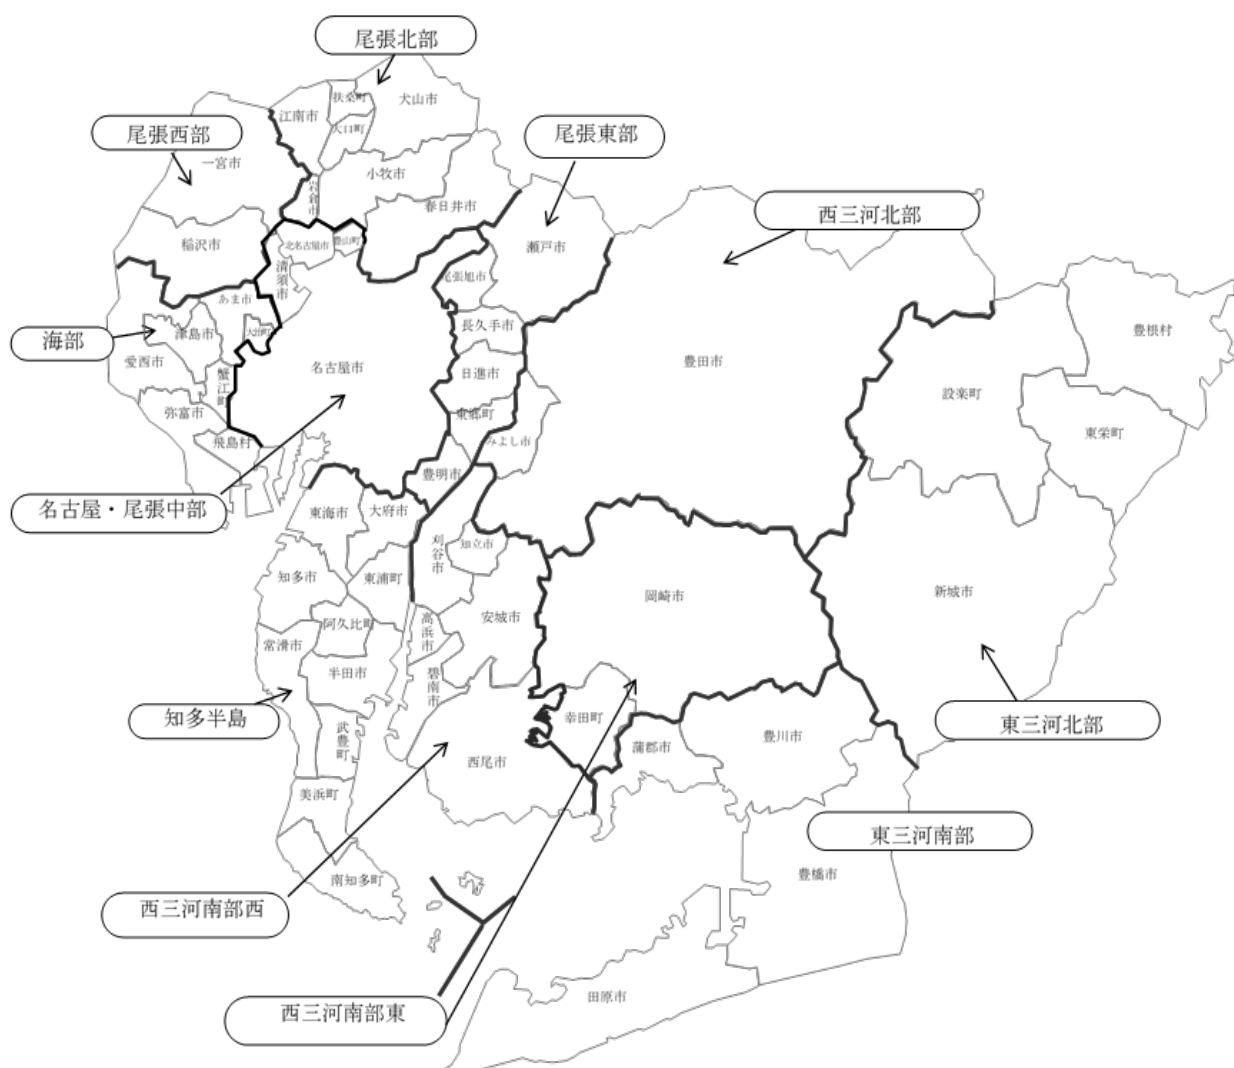 尾張北部
扶桑町
犬山市
江南市
大口町
尾張西部
一宮市
尾張東部
小牧市
岩倉市
春日井市
西三河北部
稲沢市
北名古屋市
豊山町
瀬戸市
清須市
尾張旭市
あま市
海部
津島市
大治町
長久手市
豊根村
愛西市
名古屋市
日進市
豊田市
蟹江町
設楽町
弥富市
東郷町
東栄町
飛島村
みよし市
豊明市
名古屋・尾張中部
東海市
大府市
刈谷市
知立市
知多市
東浦町
岡崎市
新城市
阿久比町
高浜市
安城市
常滑市
半田市
碧南市
知多半島
幸田町
東三河北部
武豊町
西尾市
蒲郡市
豊川市
美浜町
東三河南部
南知多町
豊橋市
西三河南部西
田原市
西三河南部東